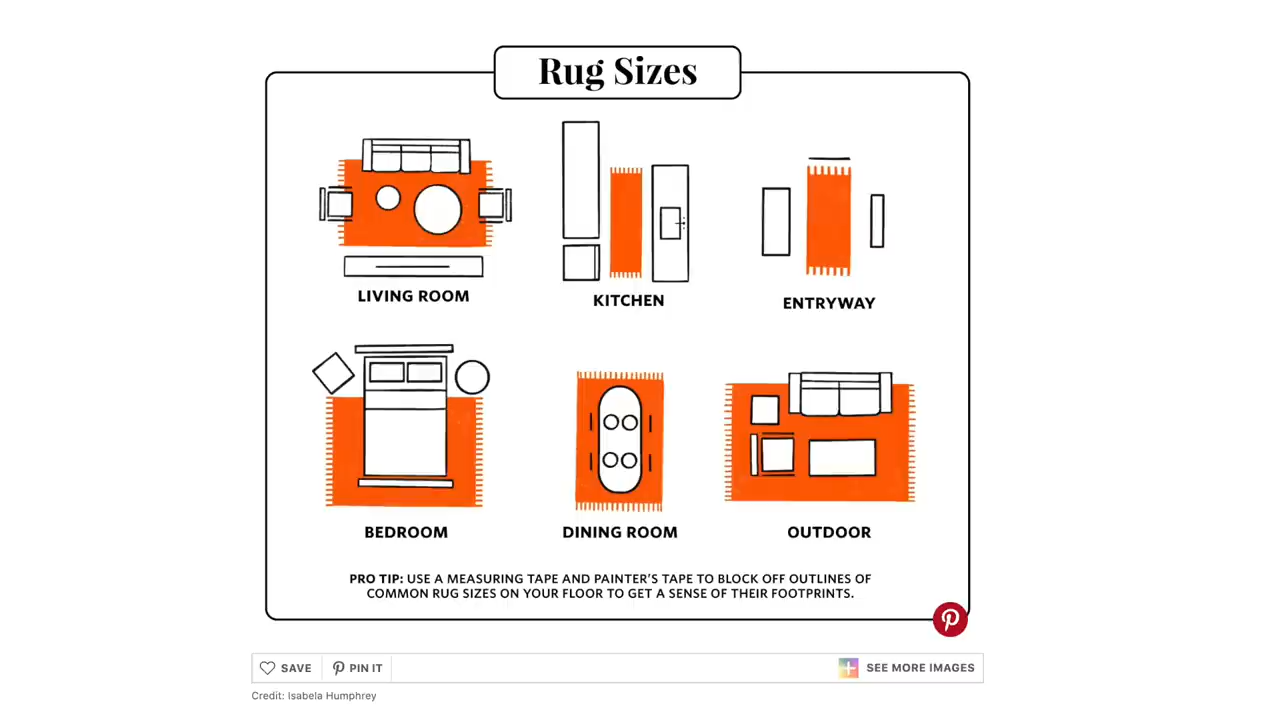 Rug Sizes
LIVING ROOM
KITCHEN
ENTRYWAY
BEDROOM
DINING ROOM
OUTDOOR
PRO TIP: USE A MEASURING TAPE AND PAINTER'S TAPE TO BLOCK OFF OUTLINES OF
COMMON RUG SIZES ON YOUR FLOOR TO GET A SENSE OF THEIR FOOTPRINTS.
SAVE
PIN IT
SEE MORE IMAGES
Credit: Isabela Humphrey